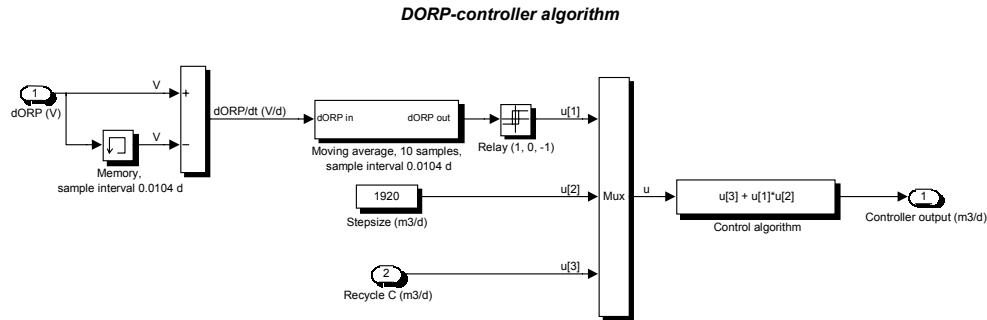 DORP-controller algorithm
1
dORP (V)
V
V
Memory,
sample interval 0.0104 d
+
−
dORP/dt (V/d)
dORP in
dORP out
Moving average, 10 samples,
sample interval 0.0104 d
Relay (1, 0, -1)
u[1]
1920
Stepsize (m3/d)
u[2]
2
Recycle C (m3/d)
u[3]
Mux
u
u[3] + u[1]*u[2]
Control algorithm
1
Controller output (m3/d)